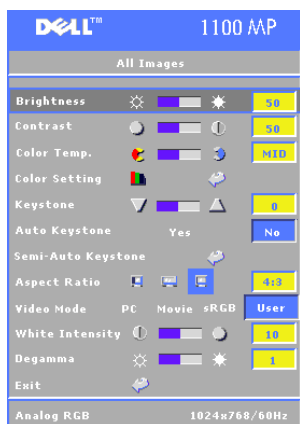 DELL™ 1100 MP
All Images
Brightness 50
Contrast 50
Color Temp. MID
Color Setting
Keystone 0
Auto Keystone Yes No
Semi-Auto Keystone
Aspect Ratio 4:3
Video Mode PC Movie sRGB User
White Intensity 10
Degamma 1
Exit
Analog RGB 1024x768/60Hz